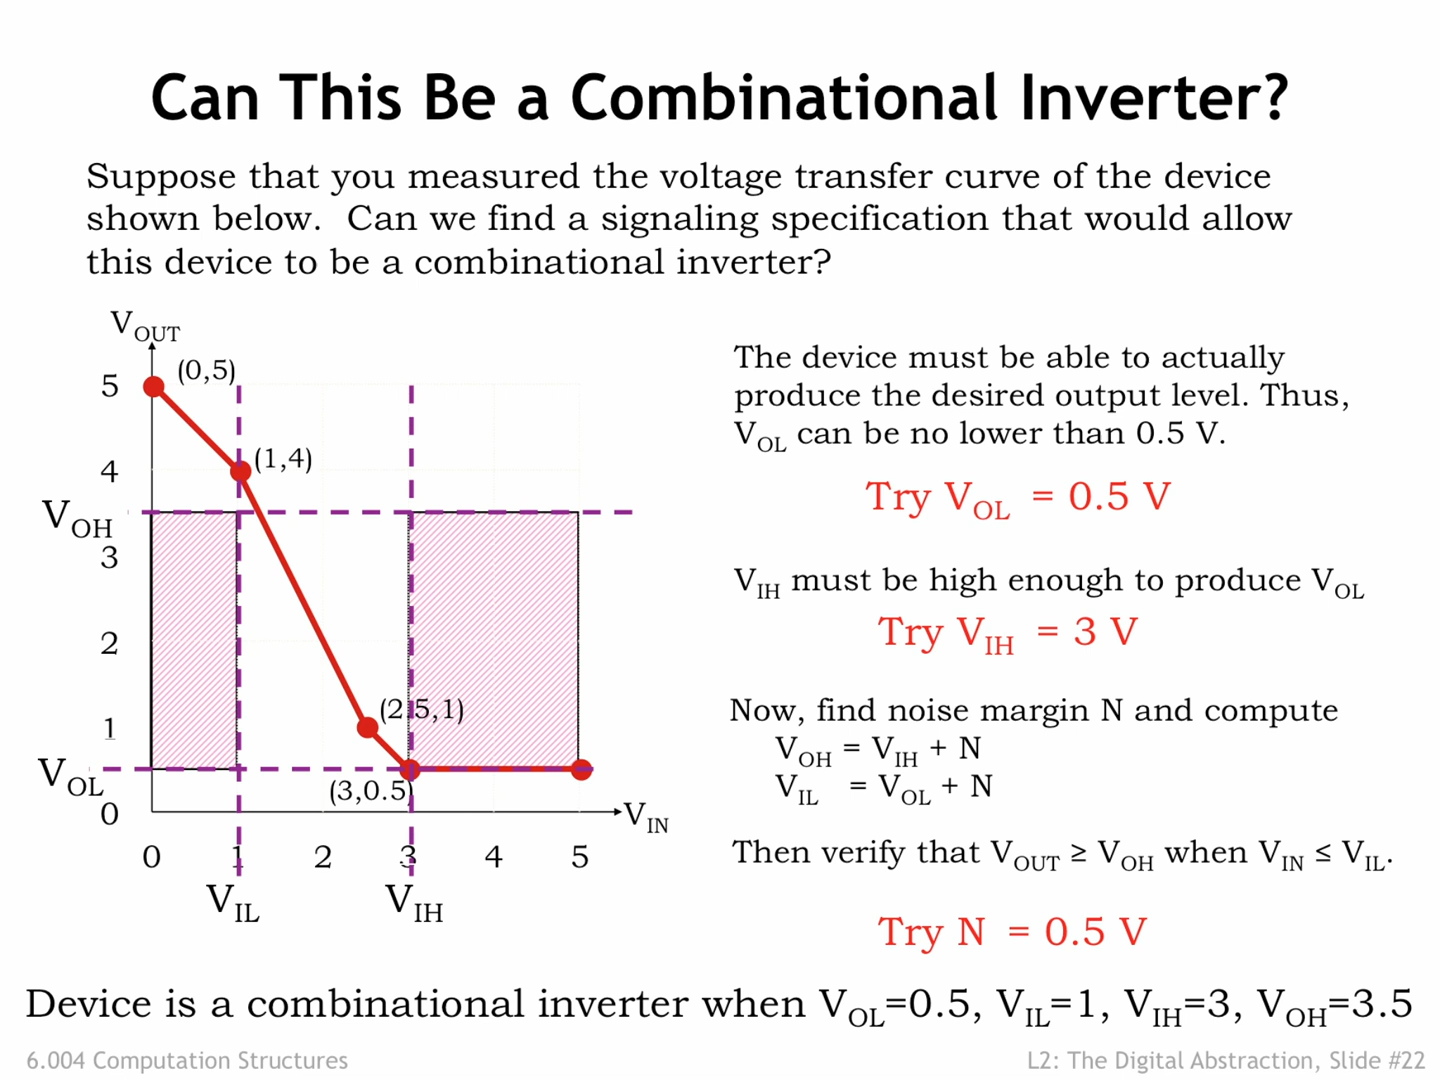 Can This Be a Combinational Inverter?
Suppose that you measured the voltage transfer curve of the device
shown below.  Can we find a signaling specification that would allow
this device to be a combinational inverter?
VOUT
5
(0,5)
4
(1,4)
VOH
3
2
(2.5,1)
1
VOL
(3,0.5)
0
VIN
0 1 2 3 4 5
VIL VIH
The device must be able to actually
produce the desired output level. Thus,
VOL can be no lower than 0.5 V.
Try VOL = 0.5 V
VIH must be high enough to produce VOL
Try VIH = 3 V
Now, find noise margin N and compute
VOH = VIH + N
VIL = VOL + N
Then verify that VOUT ≥ VOH when VIN ≤ VIL.
Try N = 0.5 V
Device is a combinational inverter when VOL=0.5, VIL=1, VIH=3, VOH=3.5
6.004 Computation Structures
L2: The Digital Abstraction, Slide #22